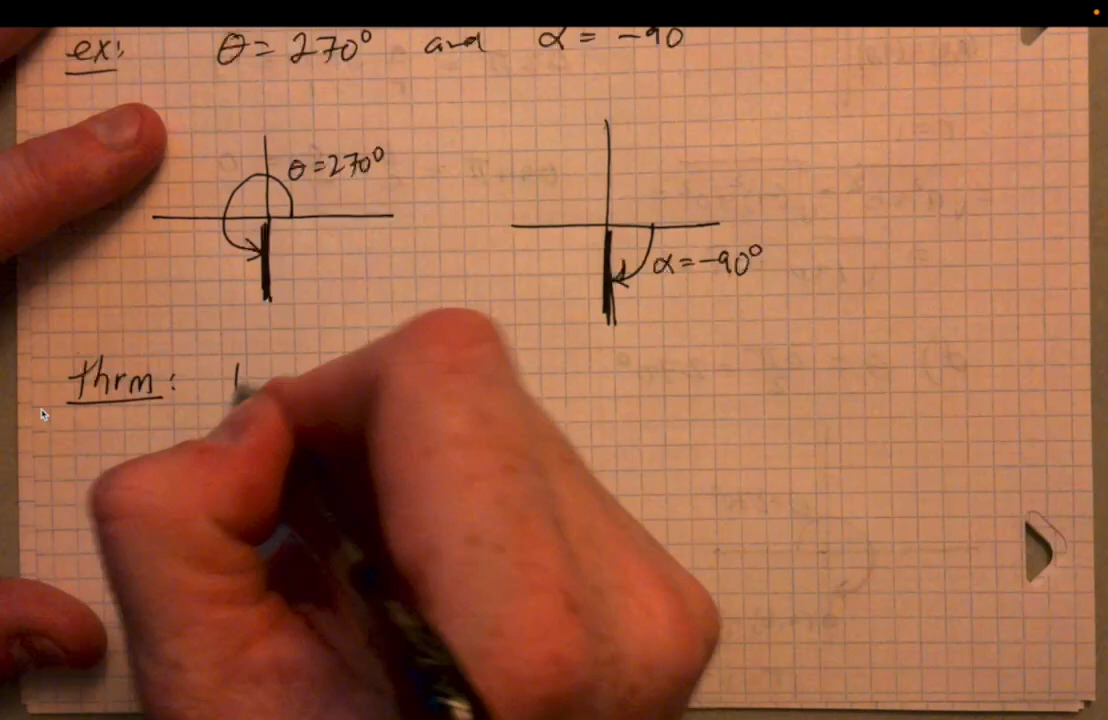 ex: θ = 270° and α = -90
θ = 270°
α = -90°
thrm: